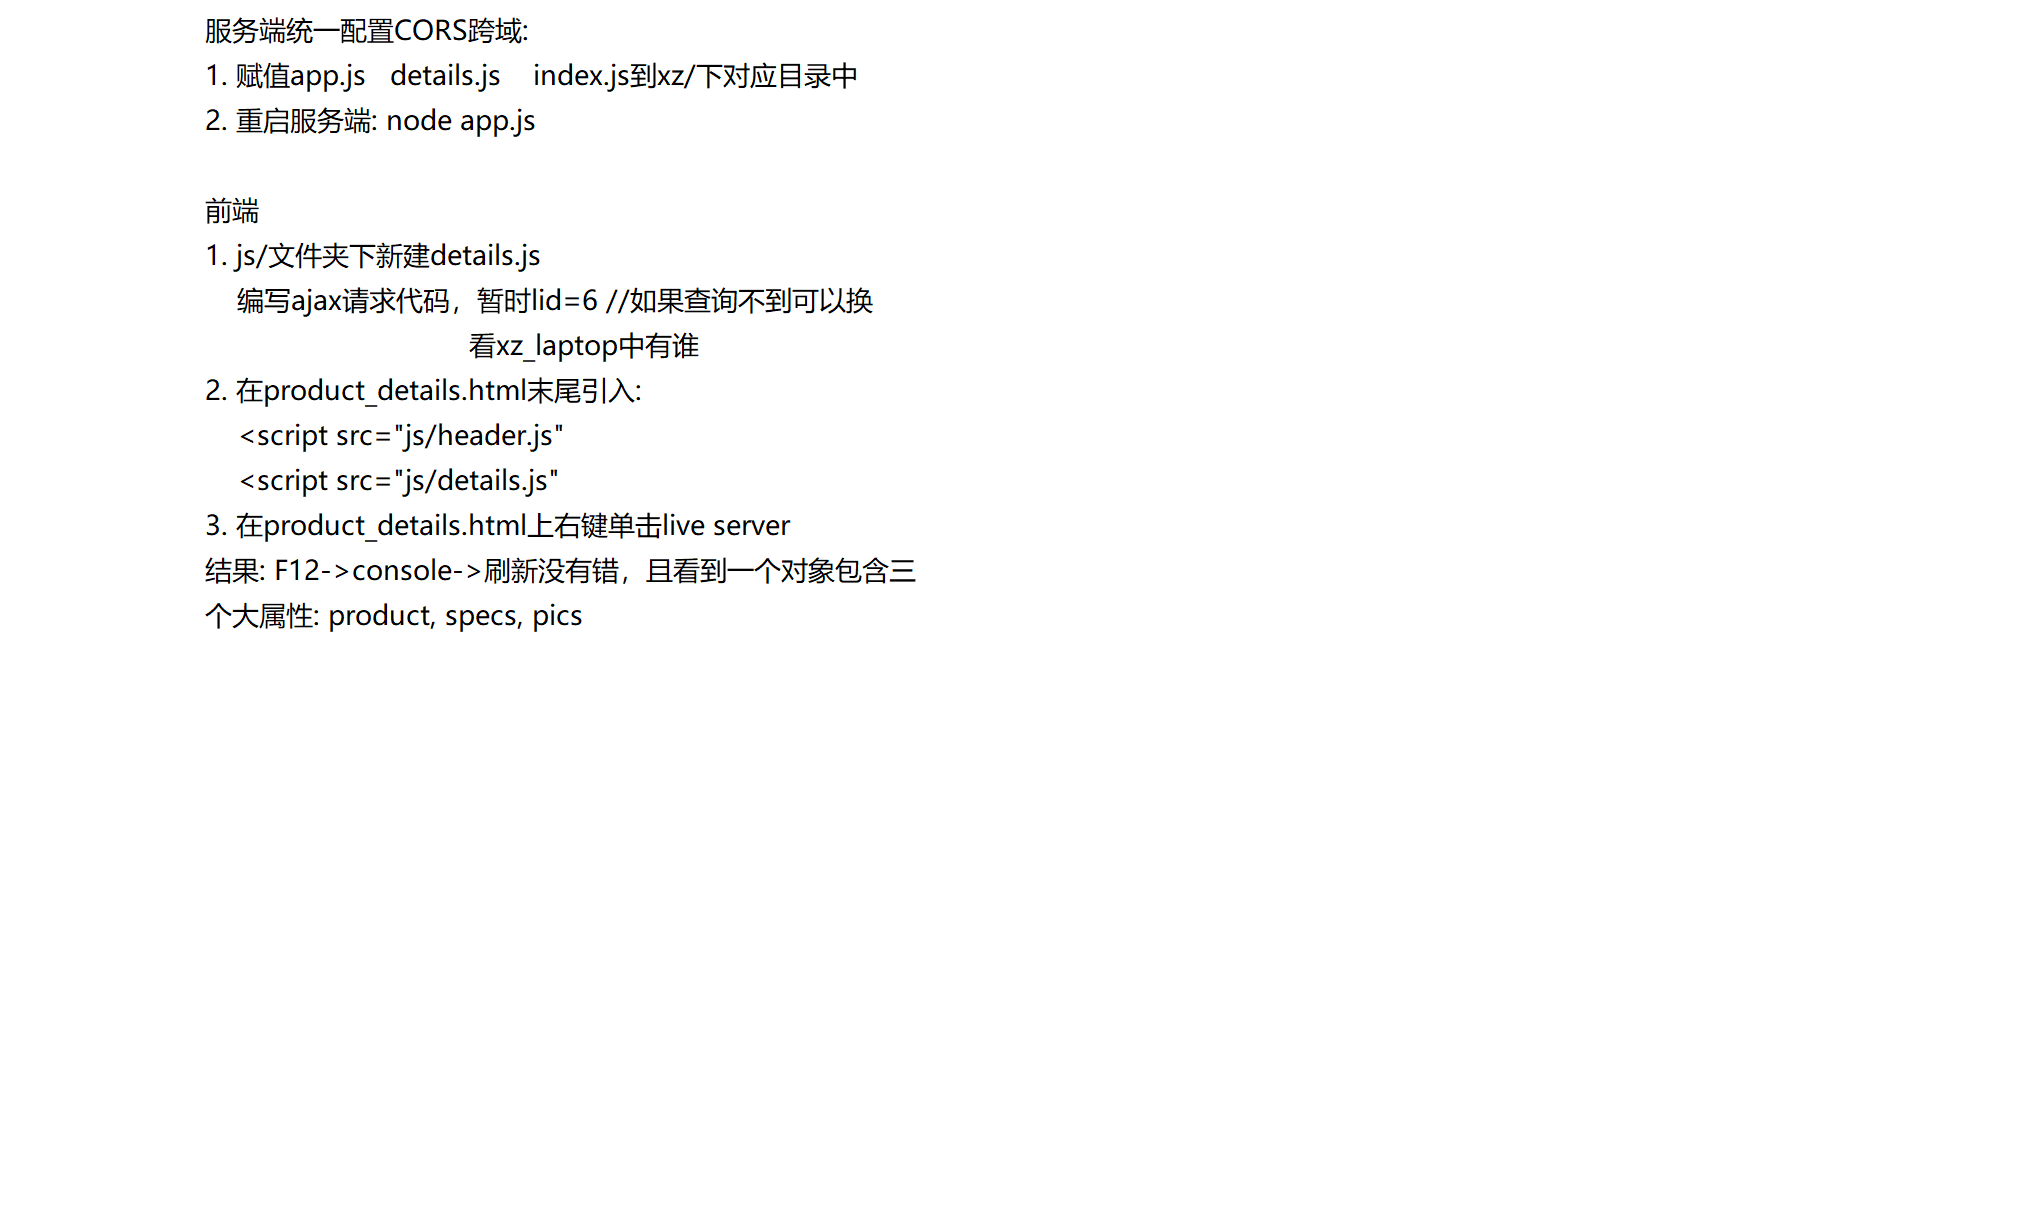 服务端统一配置CORS跨域:
1. 赋值app.js   details.js    index.js到xz/下对应目录中
2. 重启服务端: node app.js
前端
1. js/文件夹下新建details.js
编写ajax请求代码，暂时lid=6 //如果查询不到可以换
看xz_laptop中有谁
2. 在product_details.html末尾引入:
<script src="js/header.js"
<script src="js/details.js"
3. 在product_details.html上右键单击live server
结果: F12->console->刷新没有错，且看到一个对象包含三
个大属性: product, specs, pics